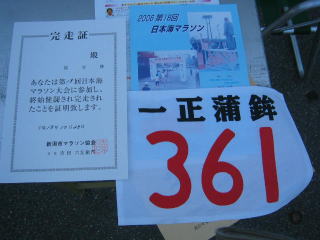 完走証
殿
あなたは第18回日本海
マラソン大会に参加し、
終始健闘され完走された
ことを証明致します。
新潟市マラソン協会
2006 第18回
日本海マラソン
一正蒲鉾
361